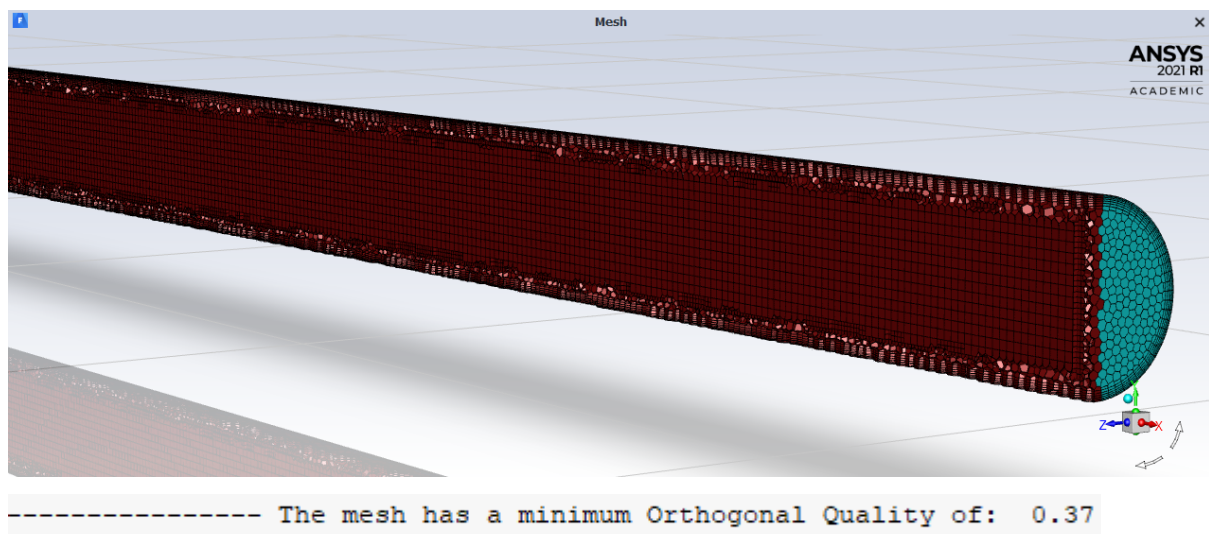 Mesh
ANSYS
2021 R1
ACADEMIC
Y
Z X
---------------- The mesh has a minimum Orthogonal Quality of: 0.37